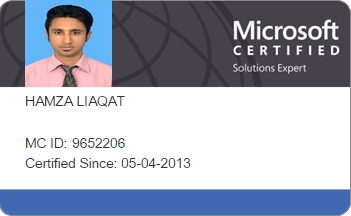 Microsoft
CERTIFIED
Solutions Expert
HAMZA LIAQAT
MC ID: 9652206
Certified Since: 05-04-2013